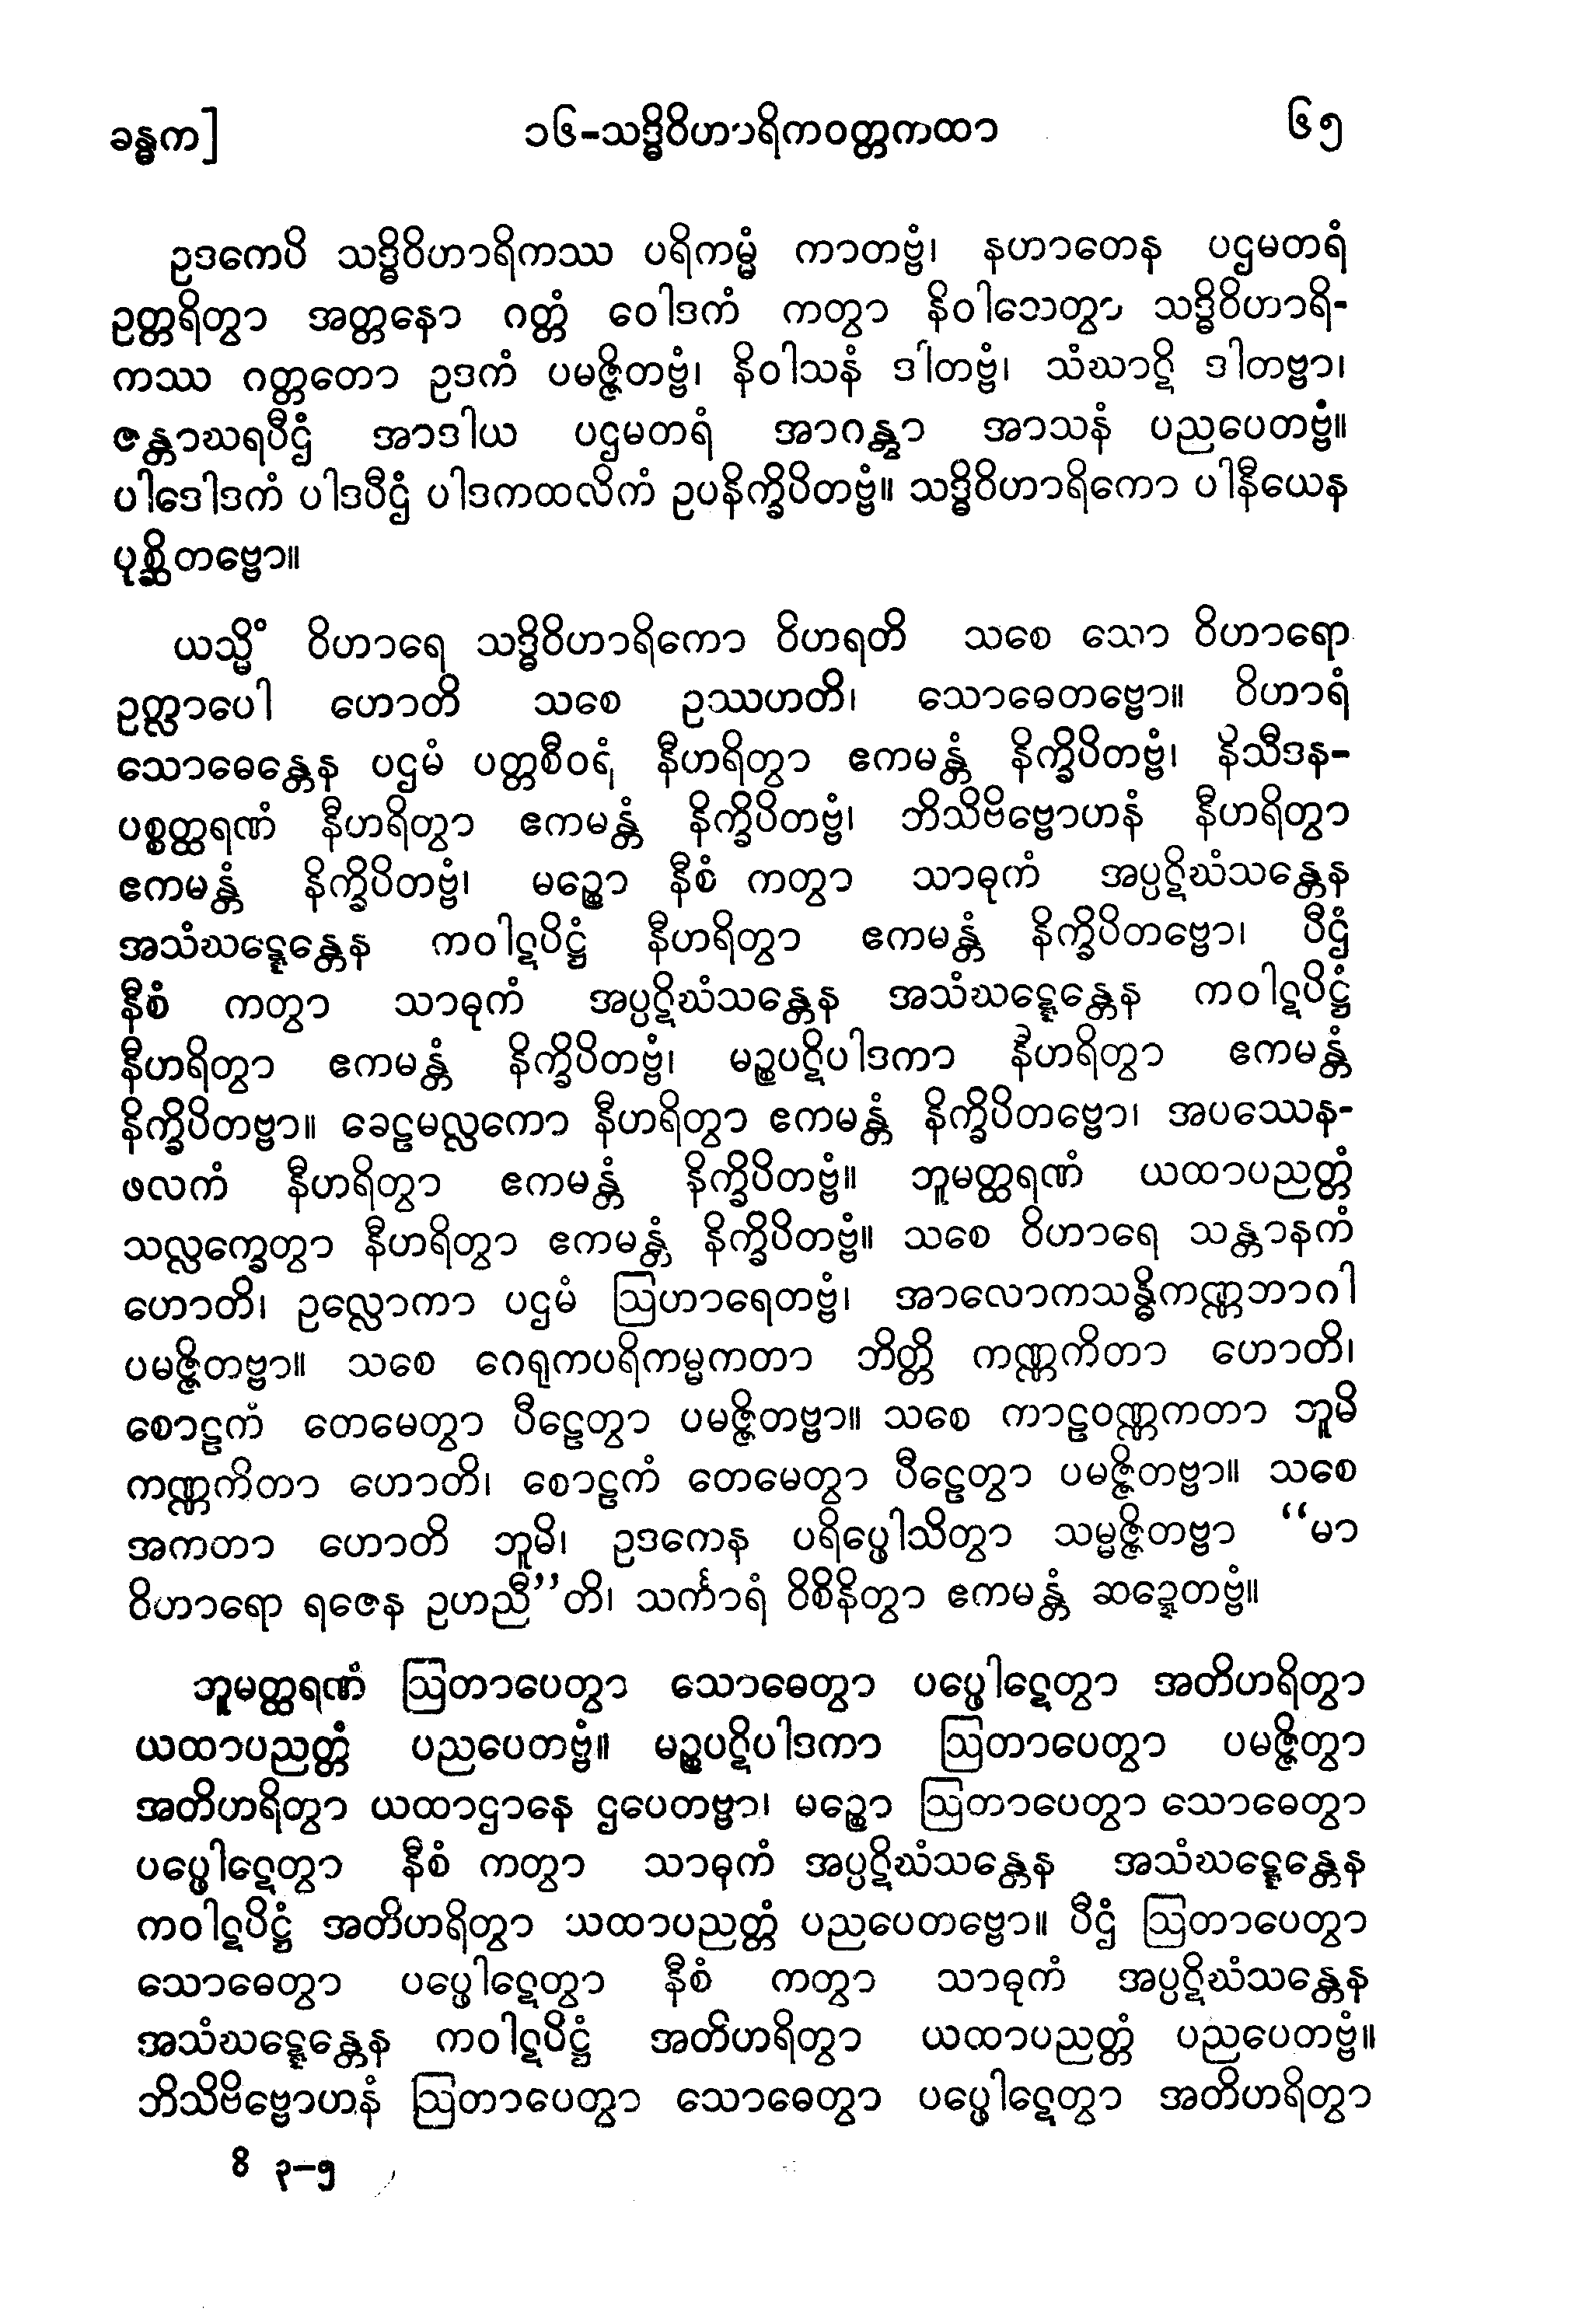 ခန္ဓက] ၁၆-သဒ္ဓိဝိဟာရိကဝတ္တကထာ ၆၅
ဥဒကေပိ သဒ္ဓိဝိဟာရိကဿ ပရိကမ္မံ ကာတဗ္ဗံ၊ နဟာတေန ပဌမတရံ
ဥတ္တရိတွာ အတ္တနော ဂတ္တံ ဝေါဒကံ ကတွာ နိဝါသေတွာ သဒ္ဓိဝိဟာရိ-
ကဿ ဂတ္တတော ဥဒကံ ပမဇ္ဇိတဗ္ဗံ၊ နိဝါသနံ ဒါတဗ္ဗံ၊ သံဃာဋိ ဒါတဗ္ဗာ၊
ဇန္တာဃရပီဌံ အာဒါယ ပဌမတရံ အာဂန္တွာ အာသနံ ပညပေတဗ္ဗံ။
ပါဒေါဒကံ ပါဒပီဌံ ပါဒကထလိကံ ဥပနိက္ခိပိတဗ္ဗံ။ သဒ္ဓိဝိဟာရိကော ပါနီယေန
ပုစ္ဆိတဗ္ဗော။
ယသ္မိံ ဝိဟာရေ သဒ္ဓိဝိဟာရိကော ဝိဟရတိ သစေ သော ဝိဟာရော
ဥက္လာပေါ ဟောတိ သစေ ဥဿဟတိ၊ သောဓေတဗ္ဗော။ ဝိဟာရံ
သောဓေန္တေန ပဌမံ ပတ္တစီဝရံ နီဟရိတွာ ဧကမန္တံ နိက္ခိပိတဗ္ဗံ၊ နိသီဒန-
ပစ္စတ္ထရဏံ နီဟရိတွာ ဧကမန္တံ နိက္ခိပိတဗ္ဗံ၊ ဘိသိဗိဗ္ဗောဟနံ နီဟရိတွာ
ဧကမန္တံ နိက္ခိပိတဗ္ဗံ၊ မဉ္စော နီစံ ကတွာ သာဓုကံ အပ္ပဋိဃံသန္တေန
အသံဃဋ္ဋေန္တေန ကဝါဋပိဋ္ဌံ နီဟရိတွာ ဧကမန္တံ နိက္ခိပိတဗ္ဗော၊ ပီဌံ
နီစံ ကတွာ သာဓုကံ အပ္ပဋိဃံသန္တေန အသံဃဋ္ဋေန္တေန ကဝါဋပိဋ္ဌံ
နီဟရိတွာ ဧကမန္တံ နိက္ခိပိတဗ္ဗံ၊ မဉ္စပဋိပါဒကာ နီဟရိတွာ ဧကမန္တံ
နိက္ခိပိတဗ္ဗာ။ ခေဠမလ္လကော နီဟရိတွာ ဧကမန္တံ နိက္ခိပိတဗ္ဗော၊ အပဿေန-
ဖလကံ နီဟရိတွာ ဧကမန္တံ နိက္ခိပိတဗ္ဗံ။ ဘူမတ္ထရဏံ ယထာပညတ္တံ
သလ္လက္ခေတွာ နီဟရိတွာ ဧကမန္တံ နိက္ခိပိတဗ္ဗံ။ သစေ ဝိဟာရေ သန္တာနကံ
ဟောတိ၊ ဥလ္လောကာ ပဌမံ ဩဟာရေတဗ္ဗံ၊ အာလောကသန္ဓိကဏ္ဏဘာဂါ
ပမဇ္ဇိတဗ္ဗာ။ သစေ ဂေရုကပရိကမ္မကတာ ဘိတ္တိ ကဏ္ဏကိတာ ဟောတိ၊
စောဠကံ တေမေတွာ ပီဠေတွာ ပမဇ္ဇိတဗ္ဗာ။ သစေ ကာဠဝဏ္ဏကတာ ဘူမိ
ကဏ္ဏကိတာ ဟောတိ၊ စောဠကံ တေမေတွာ ပီဠေတွာ ပမဇ္ဇိတဗ္ဗာ။ သစေ
အကတာ ဟောတိ ဘူမိ၊ ဥဒကေန ပရိပ္ဖေါသိတွာ သမ္မဇ္ဇိတဗ္ဗာ “မာ
ဝိဟာရော ရဇေန ဥဟညီ”တိ၊ သင်္ကာရံ ဝိစိနိတွာ ဧကမန္တံ ဆဍ္ဍေတဗ္ဗံ။
ဘူမတ္ထရဏံ ဩတာပေတွာ သောဓေတွာ ပပ္ဖေါဋေတွာ အတိဟရိတွာ
ယထာပညတ္တံ ပညပေတဗ္ဗံ။ မဉ္စပဋိပါဒကာ ဩတာပေတွာ ပမဇ္ဇိတွာ
အတိဟရိတွာ ယထာဌာနေ ဌပေတဗ္ဗာ၊ မဉ္စော ဩတာပေတွာ သောဓေတွာ
ပပ္ဖေါဋေတွာ နီစံ ကတွာ သာဓုကံ အပ္ပဋိဃံသန္တေန အသံဃဋ္ဋေန္တေန
ကဝါဋပိဋ္ဌံ အတိဟရိတွာ ယထာပညတ္တံ ပညပေတဗ္ဗော။ ပီဌံ ဩတာပေတွာ
သောဓေတွာ ပပ္ဖေါဋေတွာ နီစံ ကတွာ သာဓုကံ အပ္ပဋိဃံသန္တေန
အသံဃဋ္ဋေန္တေန ကဝါဋပိဋ္ဌံ အတိဟရိတွာ ယထာပညတ္တံ ပညပေတဗ္ဗံ။
ဘိသိဗိဗ္ဗောဟနံ ဩတာပေတွာ သောဓေတွာ ပပ္ဖေါဋေတွာ အတိဟရိတွာ
ဝိ ၃-၅